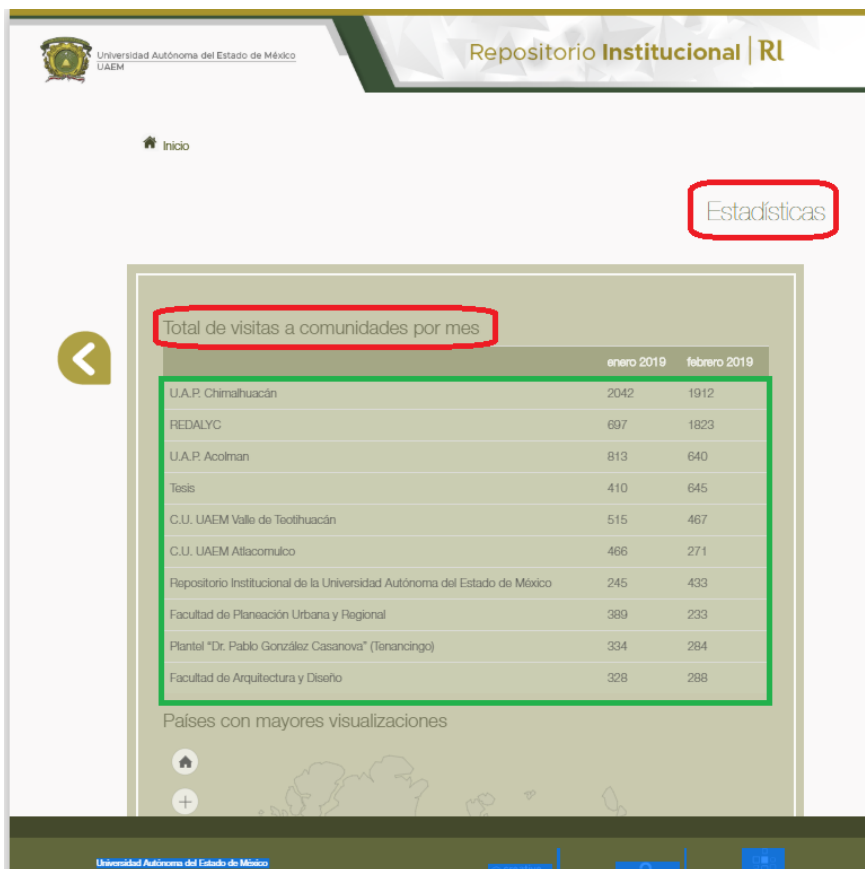 Universidad Autónoma del Estado de México
UAEM
Repositorio Institucional | RI
Inicio
Estadísticas
Total de visitas a comunidades por mes
enero 2019 febrero 2019
U.A.P. Chimalhuacán 2042 1912
REDALYC 697 1823
U.A.P. Acolman 813 640
Tesis 410 645
C.U. UAEM Valle de Teotihuacán 515 467
C.U. UAEM Atlacomulco 466 271
Repositorio Institucional de la Universidad Autónoma del Estado de México 245 433
Facultad de Planeación Urbana y Regional 389 233
Plantel "Dr. Pablo González Casanova" (Tenancingo) 334 284
Facultad de Arquitectura y Diseño 328 288
Países con mayores visualizaciones
Universidad Autónoma del Estado de México